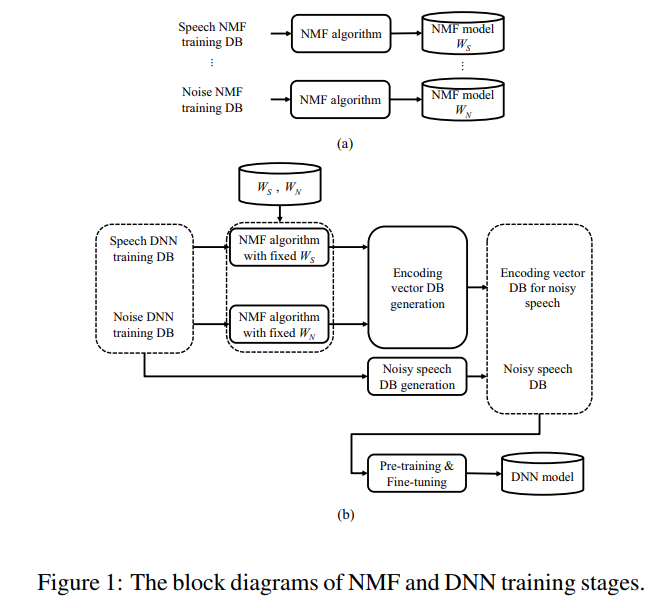 Speech NMF
training DB
NMF algorithm
NMF model
W_S
⋮
⋮
Noise NMF
training DB
NMF algorithm
NMF model
W_N
(a)
W_S , W_N
Speech DNN
training DB
NMF algorithm
with fixed W_S
Encoding
vector DB
generation
Encoding vector
DB for noisy
speech
Noise DNN
training DB
NMF algorithm
with fixed W_N
Noisy speech
DB generation
Noisy speech
DB
Pre-training &
Fine-tuning
DNN model
(b)
Figure 1: The block diagrams of NMF and DNN training stages.